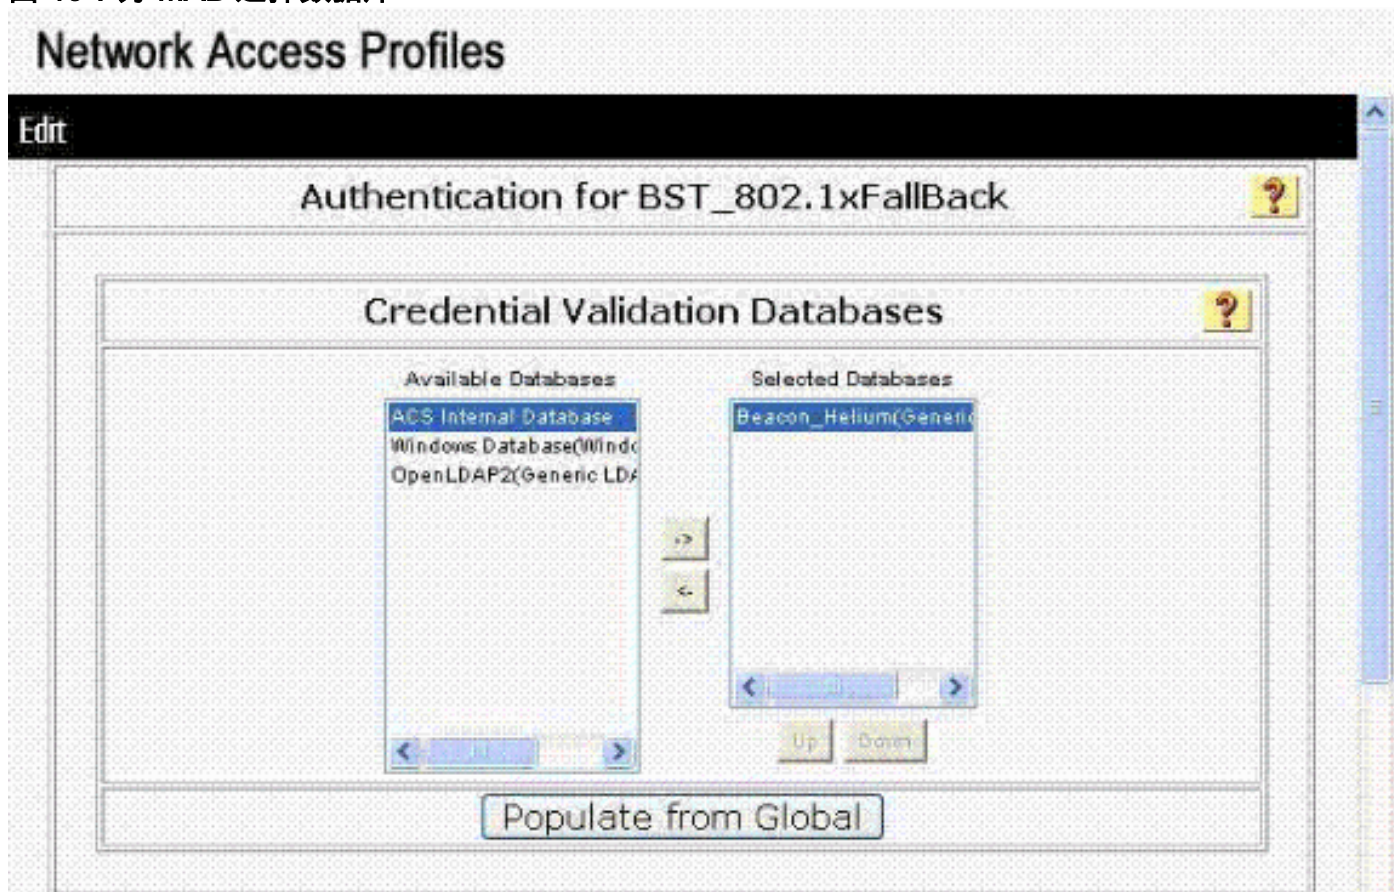 Network Access Profiles
Edit
Authentication for BST_802.1xFallBack
?
Credential Validation Databases
?
Available Databases
Selected Databases
ACS Internal Database
Beacon_Helium(Generic
Windows Database(Windo
OpenLDAP2(Generic LDA
->
<-
Up
Down
Populate from Global